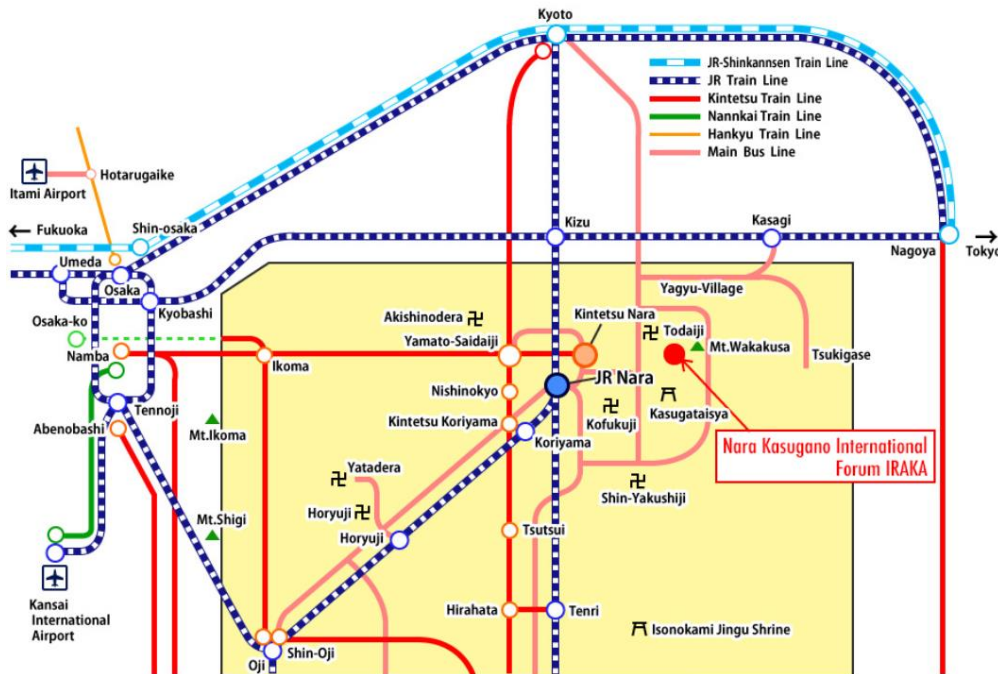 Kyoto
JR-Shinkannsen Train Line
JR Train Line
Kintetsu Train Line
Nannkai Train Line
Hankyu Train Line
Main Bus Line
Hotarugaike
Itami Airport
Fukuoka
Shin-osaka
Kizu
Kasagi
Nagoya
Tokyo
Umeda
Osaka
Kyobashi
Yagyu-Village
Osaka-ko
Akishinodera
Kintetsu Nara
Namba
Yamato-Saidaiji
Todaiji
Mt.Wakakusa
Tsukigase
Ikoma
JR Nara
Nishinokyo
Kasugataisya
Tennoji
Kofukuji
Abenobashi
Kintetsu Koriyama
Mt.Ikoma
Koriyama
Nara Kasugano International
Forum IRAKA
Yatadera
Shin-Yakushiji
Horyuji
Mt.Shigi
Horyuji
Tsutsui
Kansai
International
Airport
Hirahata
Tenri
Isonokami Jingu Shrine
Shin-Oji
Oji